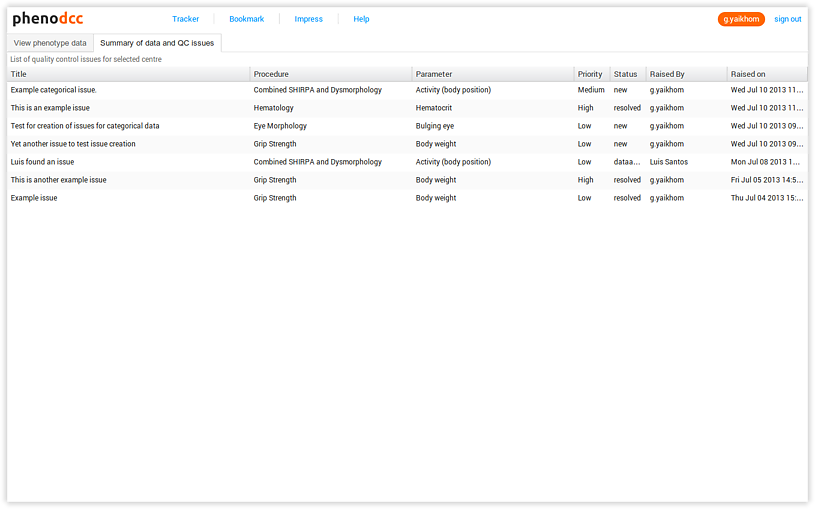 phenodcc Tracker Bookmark Impress Help g.yaikhom sign out
View phenotype data Summary of data and QC issues
List of quality control issues for selected centre
Title Procedure Parameter Priority Status Raised By Raised on
Example categorical issue. Combined SHIRPA and Dysmorphology Activity (body position) Medium new g.yaikhom Wed Jul 10 2013 11...
This is an example issue Hematology Hematocrit High resolved g.yaikhom Wed Jul 10 2013 11...
Test for creation of issues for categorical data Eye Morphology Bulging eye Low new g.yaikhom Wed Jul 10 2013 09...
Yet another issue to test issue creation Grip Strength Body weight Low new g.yaikhom Wed Jul 10 2013 09...
Luis found an issue Combined SHIRPA and Dysmorphology Activity (body position) Low dataa... Luis Santos Mon Jul 08 2013 1...
This is another example issue Grip Strength Body weight High resolved g.yaikhom Fri Jul 05 2013 14:5...
Example issue Grip Strength Body weight Low resolved g.yaikhom Thu Jul 04 2013 15:...